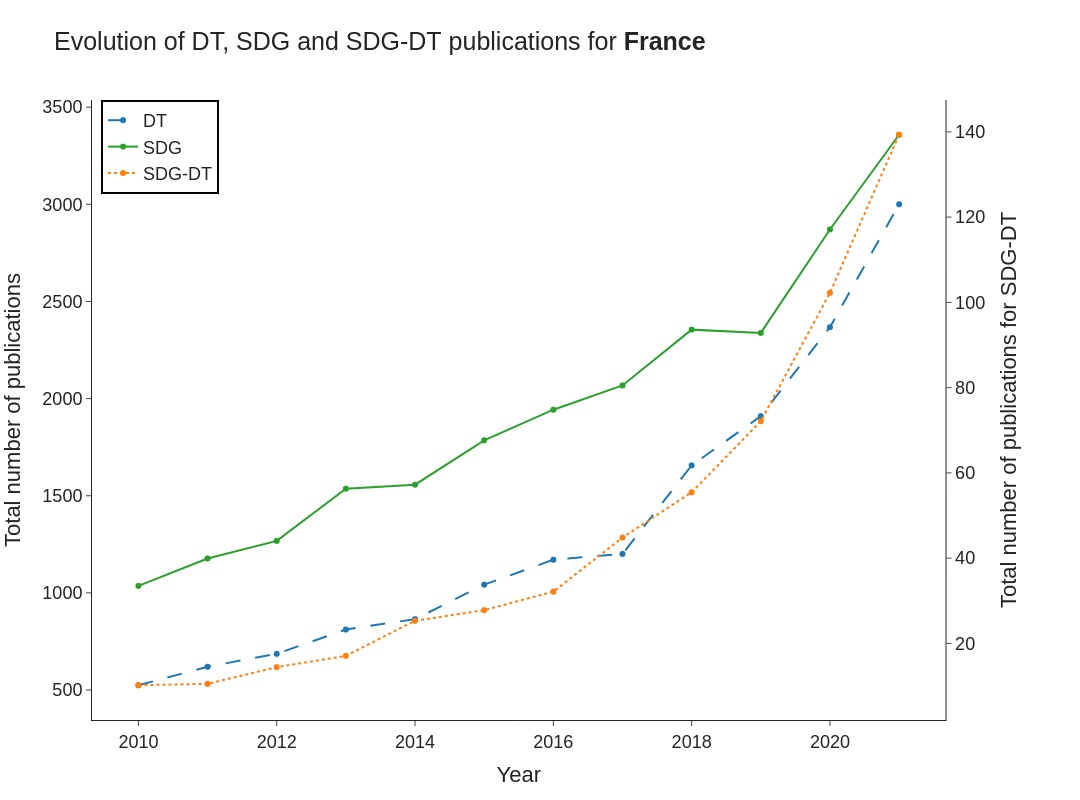 Evolution of DT, SDG and SDG-DT publications for France
DT
SDG
SDG-DT
Total number of publications
3500
3000
2500
2000
1500
1000
500
140
120
100
80
60
40
20
Total number of publications for SDG-DT
2010
2012
2014
2016
2018
2020
Year